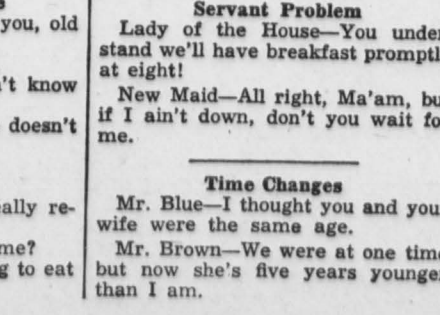 you, old
't know
doesn't
ally re-
me?
g to eat
Servant Problem
Lady of the House—You under
stand we'll have breakfast promptl
at eight!
New Maid—All right, Ma'am, bu
if I ain't down, don't you wait fo
me.
Time Changes
Mr. Blue—I thought you and you
wife were the same age.
Mr. Brown—We were at one time
but now she's five years younge
than I am.